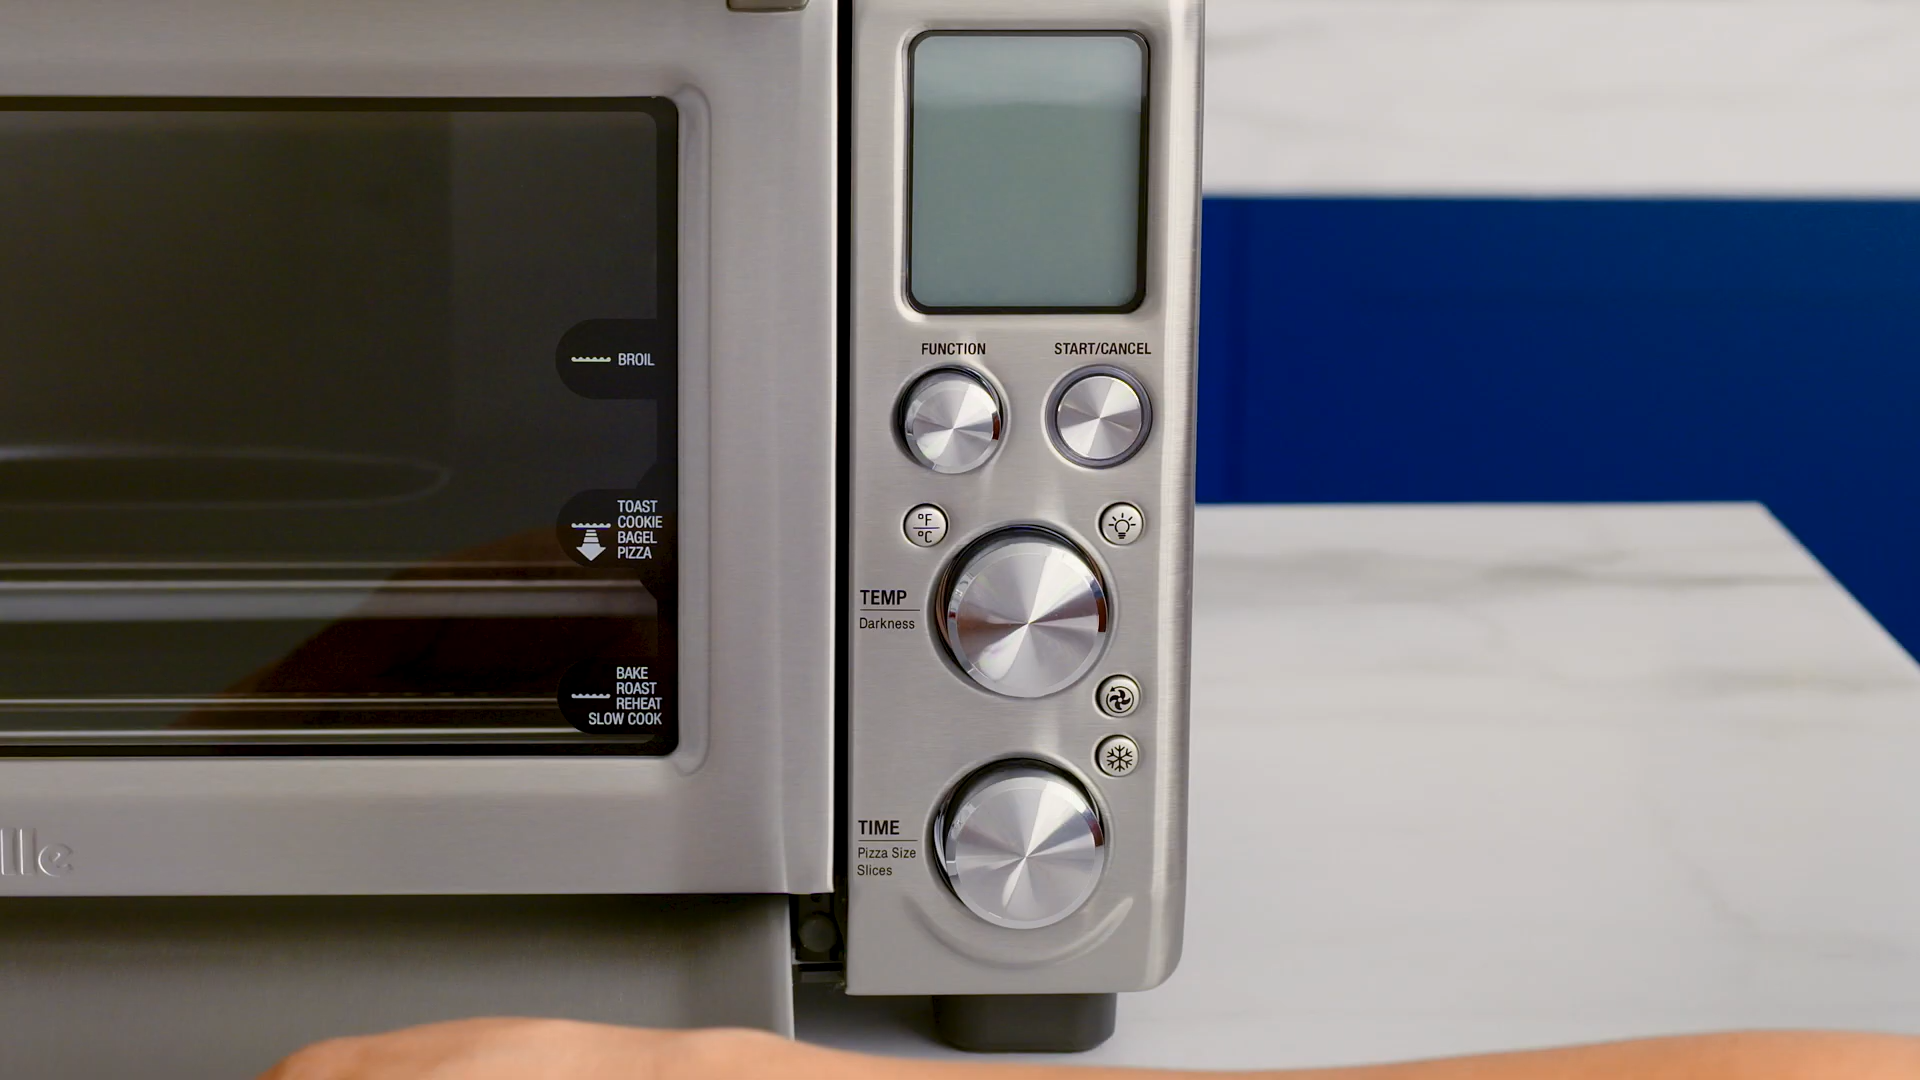 BROIL
TOAST
COOKIE
BAGEL
PIZZA
BAKE
ROAST
REHEAT
SLOW COOK
lle
FUNCTION
START/CANCEL
°F
°C
TEMP
Darkness
TIME
Pizza Size
Slices